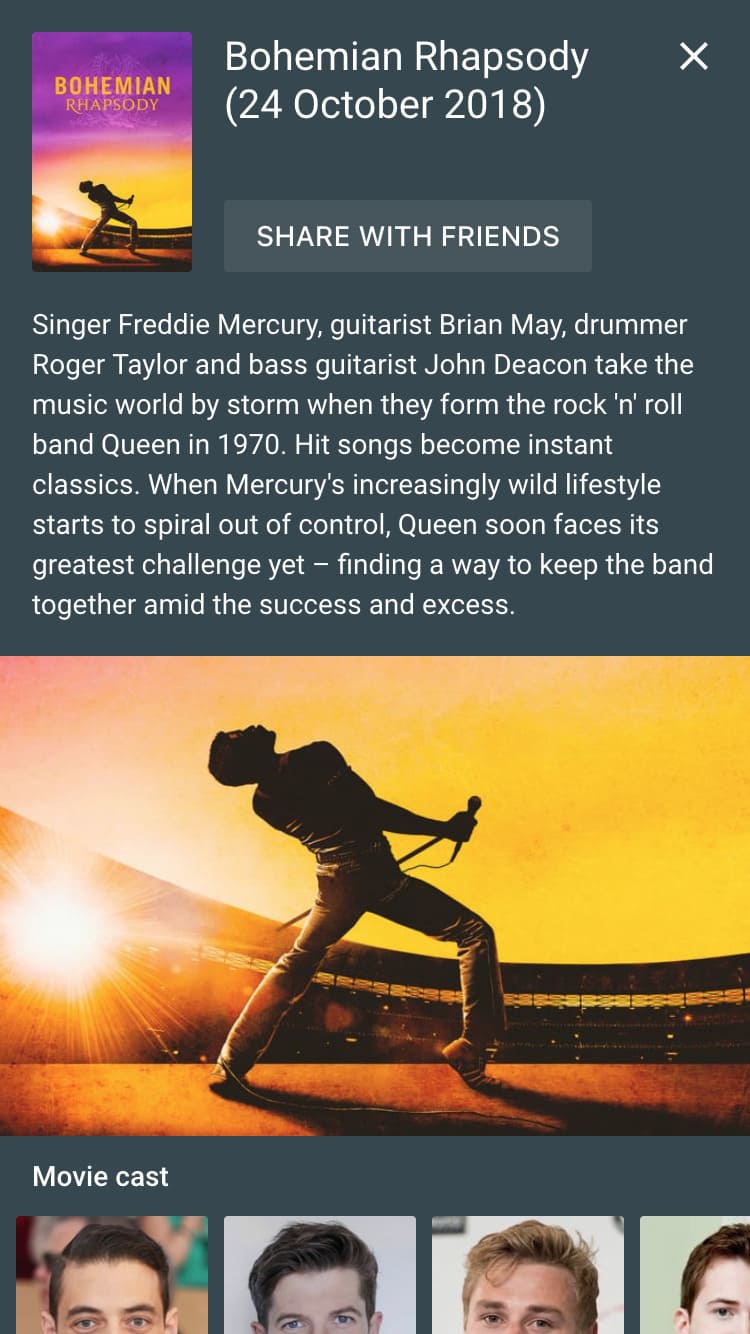 BOHEMIAN
RHAPSODY
Bohemian Rhapsody
(24 October 2018)
SHARE WITH FRIENDS
Singer Freddie Mercury, guitarist Brian May, drummer
Roger Taylor and bass guitarist John Deacon take the
music world by storm when they form the rock 'n' roll
band Queen in 1970. Hit songs become instant
classics. When Mercury's increasingly wild lifestyle
starts to spiral out of control, Queen soon faces its
greatest challenge yet – finding a way to keep the band
together amid the success and excess.
Movie cast